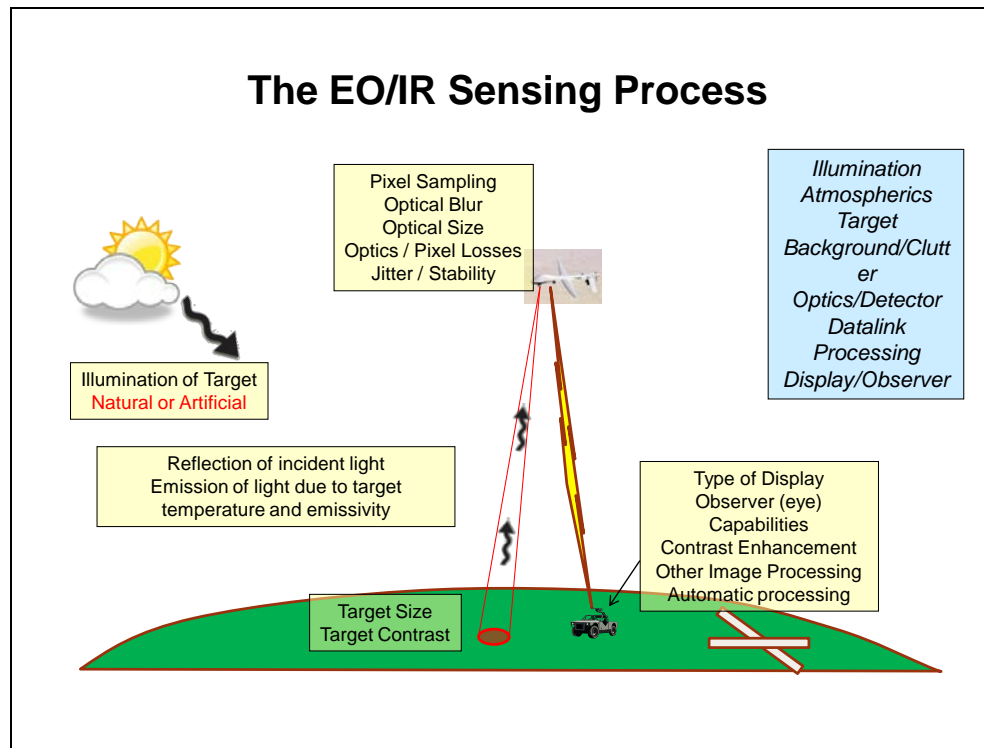 The EO/IR Sensing Process
Pixel Sampling
Optical Blur
Optical Size
Optics / Pixel Losses
Jitter / Stability
Illumination
Atmospherics
Target
Background/Clutt
er
Optics/Detector
Datalink
Processing
Display/Observer
Illumination of Target
Natural or Artificial
Reflection of incident light
Emission of light due to target
temperature and emissivity
Type of Display
Observer (eye)
Capabilities
Contrast Enhancement
Other Image Processing
Automatic processing
Target Size
Target Contrast